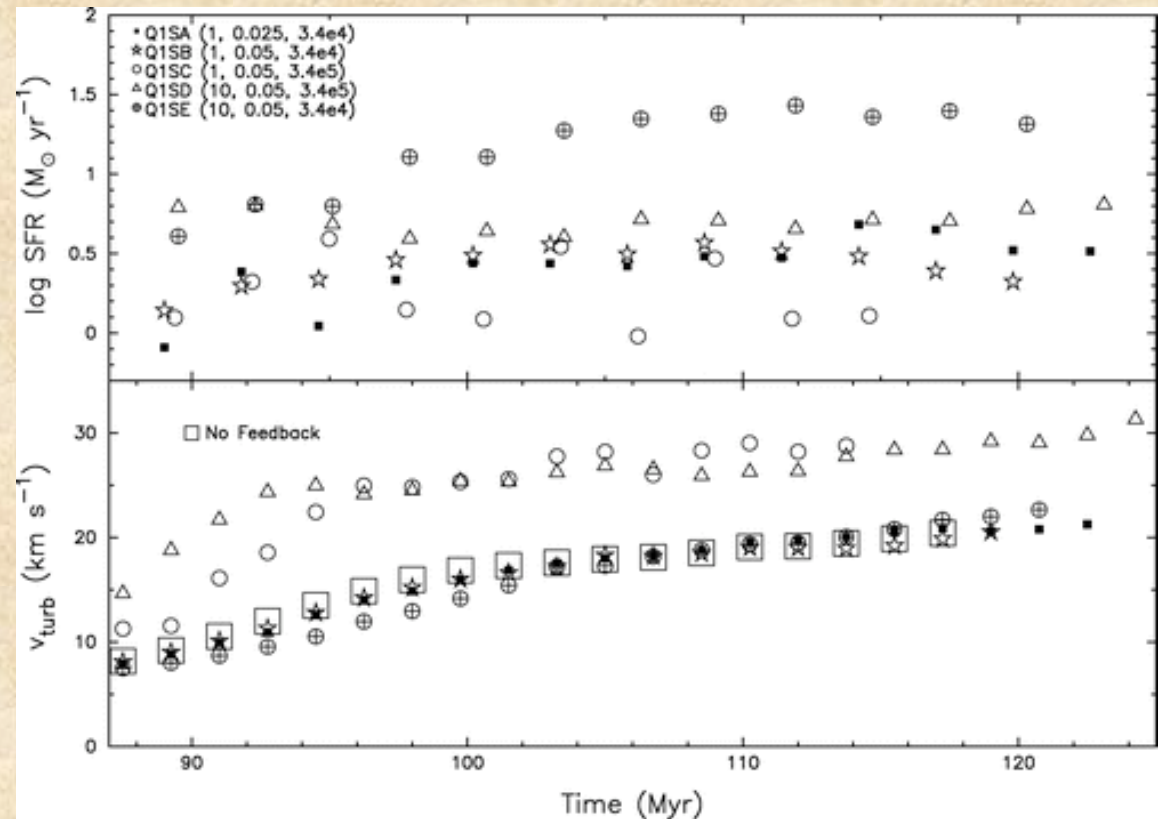 2
1.5
1
0.5
0
log SFR (M⊙ yr⁻¹)
Q1SA (1, 0.025, 3.4e4)
Q1SB (1, 0.05, 3.4e4)
Q1SC (1, 0.05, 3.4e5)
Q1SD (10, 0.05, 3.4e5)
Q1SE (10, 0.05, 3.4e4)
30
20
10
0
v_turb (km s⁻¹)
No Feedback
90 100 110 120
Time (Myr)